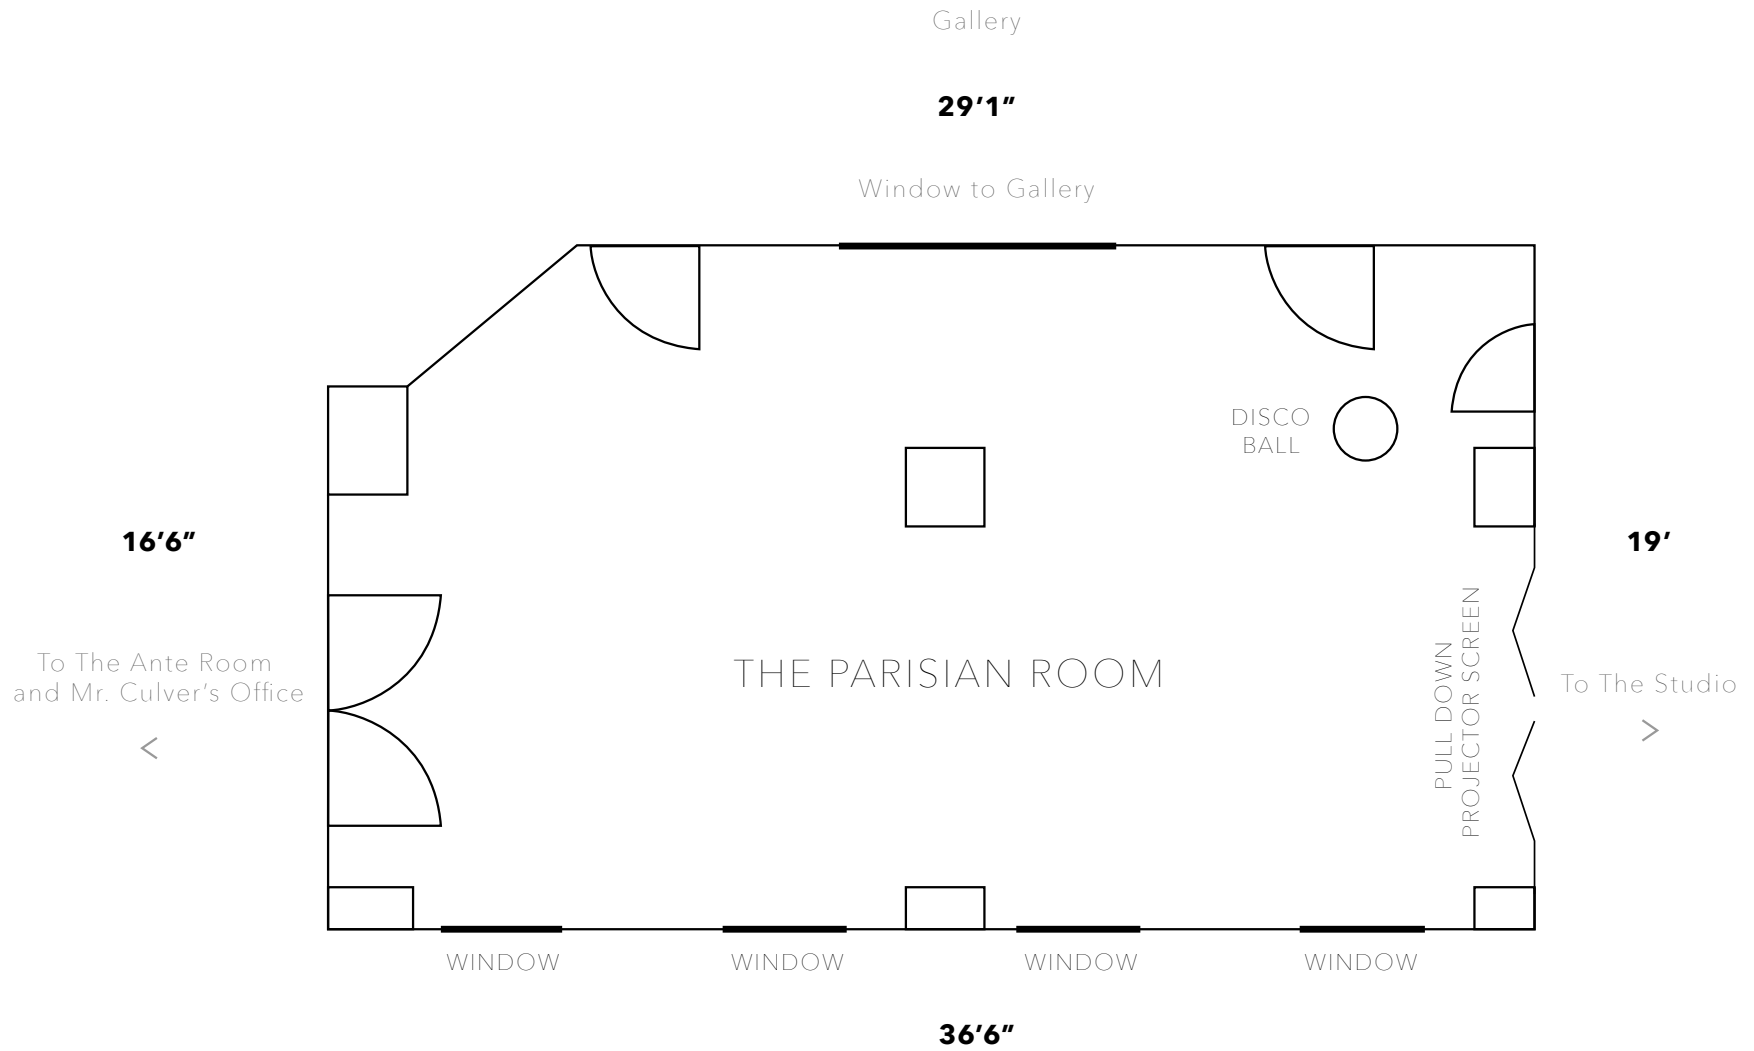 Gallery
29’1”
Window to Gallery
DISCO
BALL
16’6”
19’
To The Ante Room
and Mr. Culver’s Office
<
THE PARISIAN ROOM
PULL DOWN
PROJECTOR SCREEN
To The Studio
>
WINDOW
WINDOW
WINDOW
WINDOW
36’6”